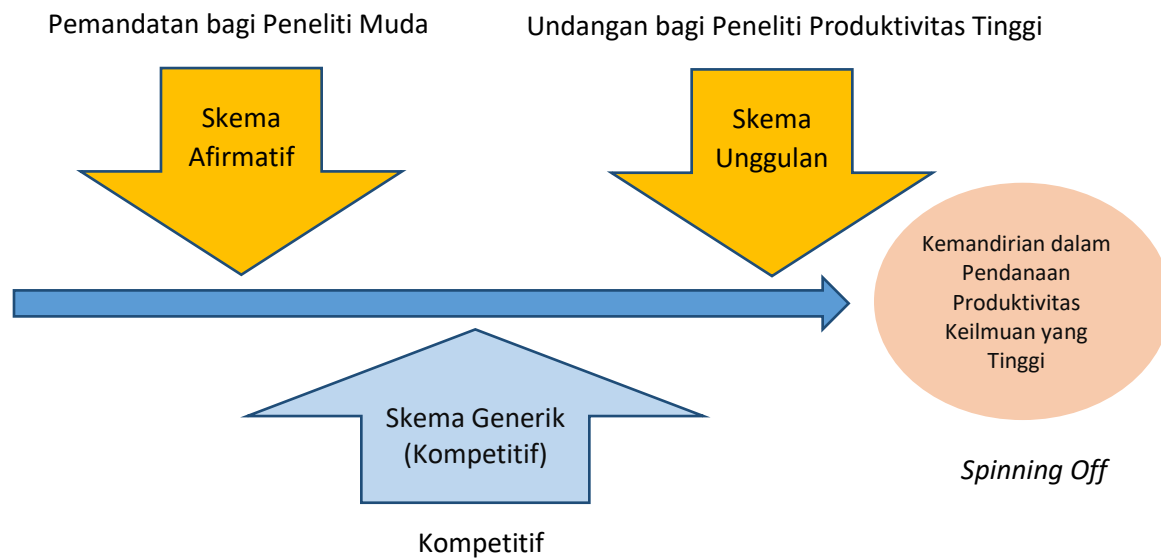 Pemandatan bagi Peneliti Muda
Undangan bagi Peneliti Produktivitas Tinggi
Skema
Afirmatif
Skema
Unggulan
Kemandirian dalam
Pendanaan
Produktivitas
Keilmuan yang
Tinggi
Skema Generik
(Kompetitif)
Spinning Off
Kompetitif